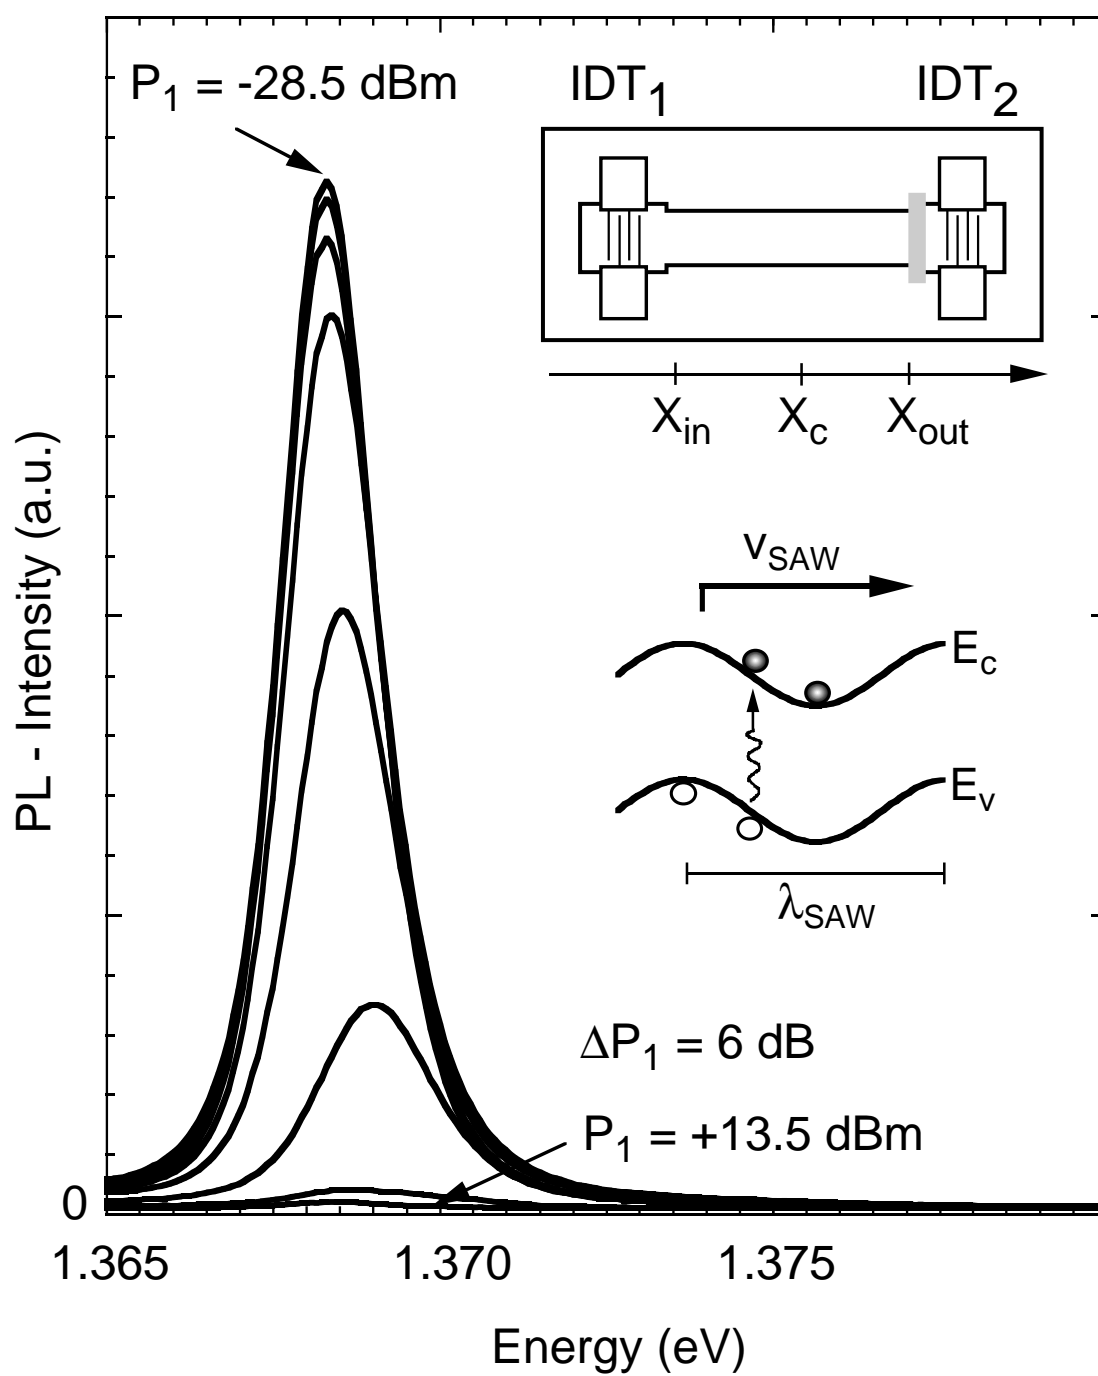 P1 = -28.5 dBm
IDT1 IDT2
Xin Xc Xout
vSAW
Ec
Ev
λSAW
ΔP1 = 6 dB
P1 = +13.5 dBm
PL - Intensity (a.u.)
0
1.365 1.370 1.375
Energy (eV)